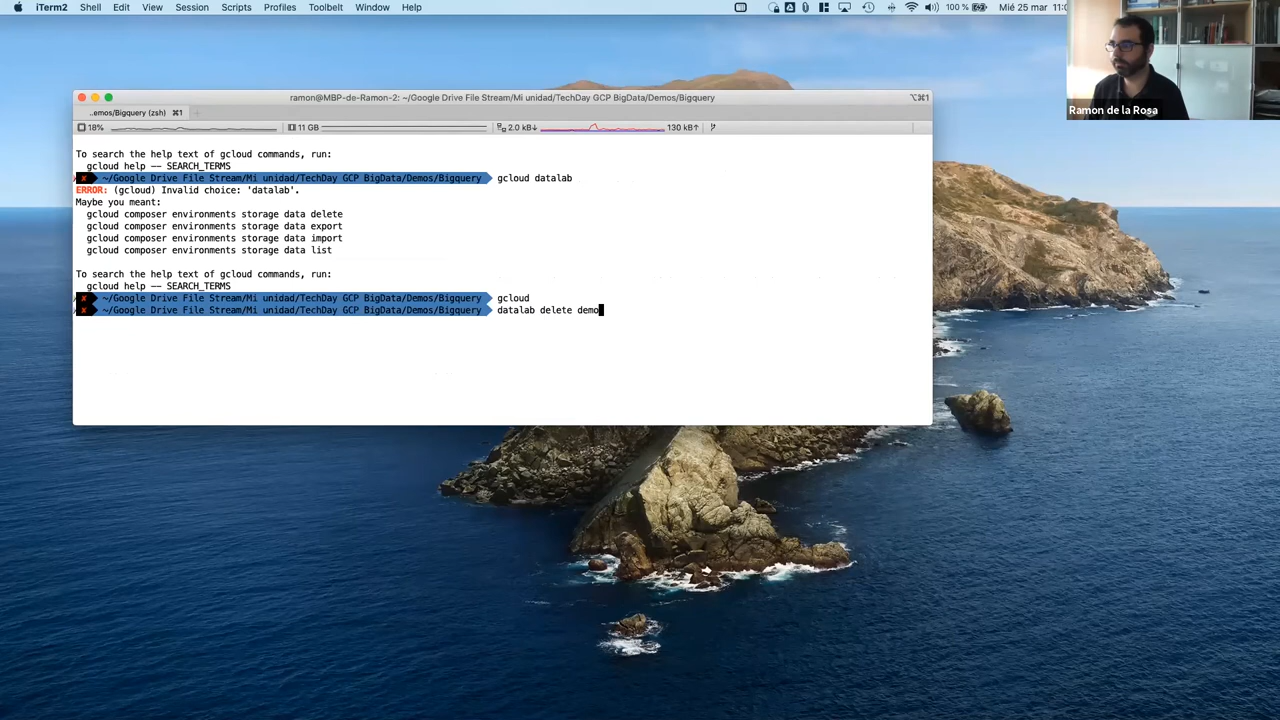 iTerm2 Shell Edit View Session Scripts Profiles Toolbelt Window Help 100 % Mié 25 mar
ramon@MBP-de-Ramon-2: ~/Google Drive File Stream/Mi unidad/TechDay GCP BigData/Demos/Bigquery ⌥⌘1
..emos/Bigquery (zsh) ⌘1
18% 11 GB 2.0 kB↓ 130 kB↑
Ramon de la Rosa
To search the help text of gcloud commands, run:
gcloud help -- SEARCH_TERMS
✘ ~/Google Drive File Stream/Mi unidad/TechDay GCP BigData/Demos/Bigquery gcloud datalab
ERROR: (gcloud) Invalid choice: 'datalab'.
Maybe you meant:
gcloud composer environments storage data delete
gcloud composer environments storage data export
gcloud composer environments storage data import
gcloud composer environments storage data list
To search the help text of gcloud commands, run:
gcloud help -- SEARCH_TERMS
✘ ~/Google Drive File Stream/Mi unidad/TechDay GCP BigData/Demos/Bigquery gcloud
✘ ~/Google Drive File Stream/Mi unidad/TechDay GCP BigData/Demos/Bigquery datalab delete demo